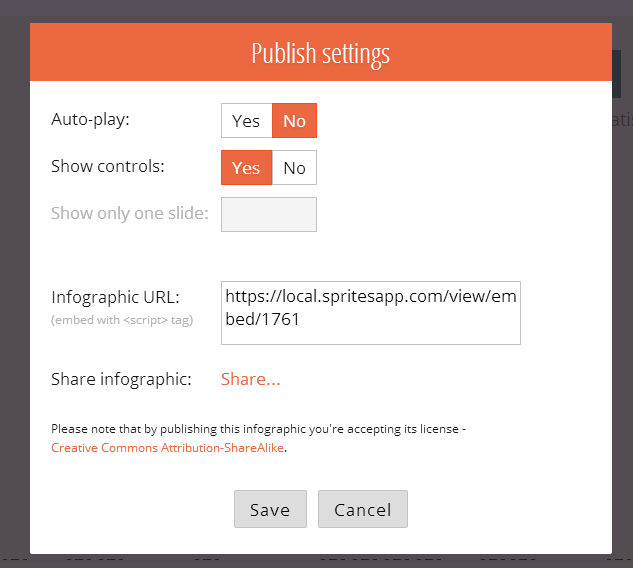 Publish settings
Auto-play: Yes No
Show controls: Yes No
Show only one slide:
Infographic URL: https://local.spritesapp.com/view/em
(embed with <script> tag) bed/1761
Share infographic: Share...
Please note that by publishing this infographic you're accepting its license -
Creative Commons Attribution-ShareAlike.
Save Cancel